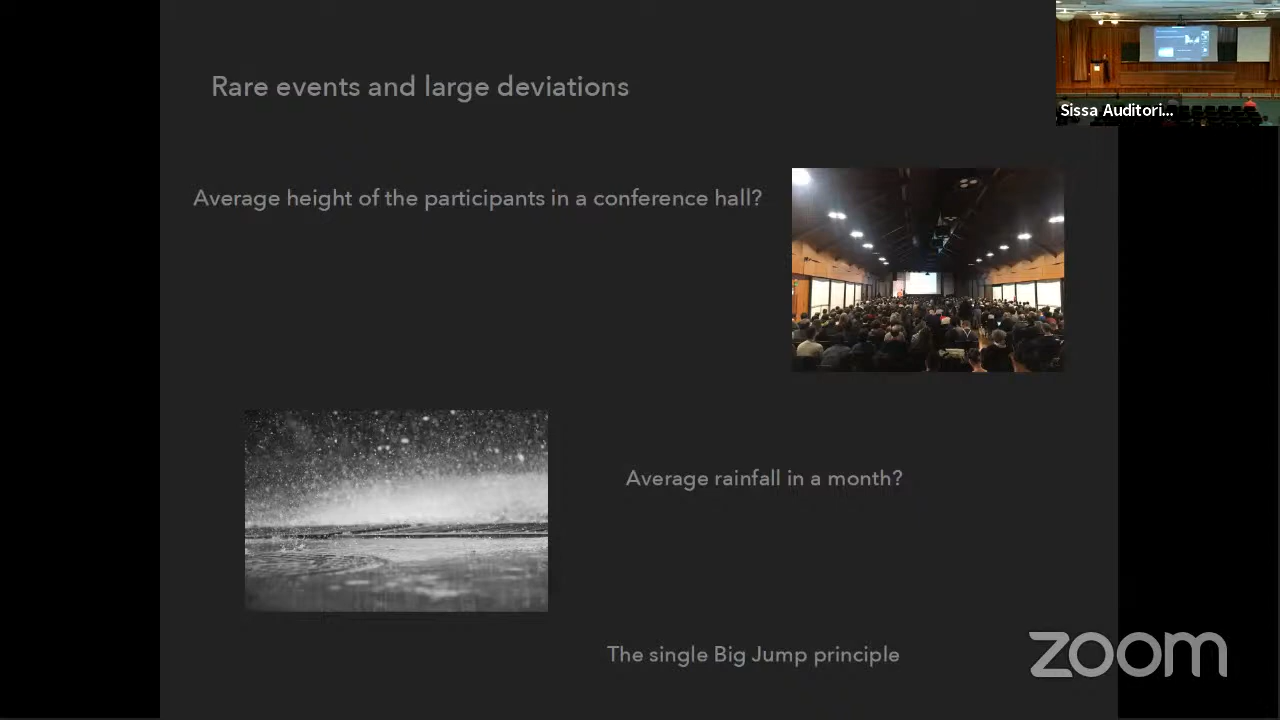 Rare events and large deviations
Sissa Auditori...
Average height of the participants in a conference hall?
Average rainfall in a month?
The single Big Jump principle
zoom